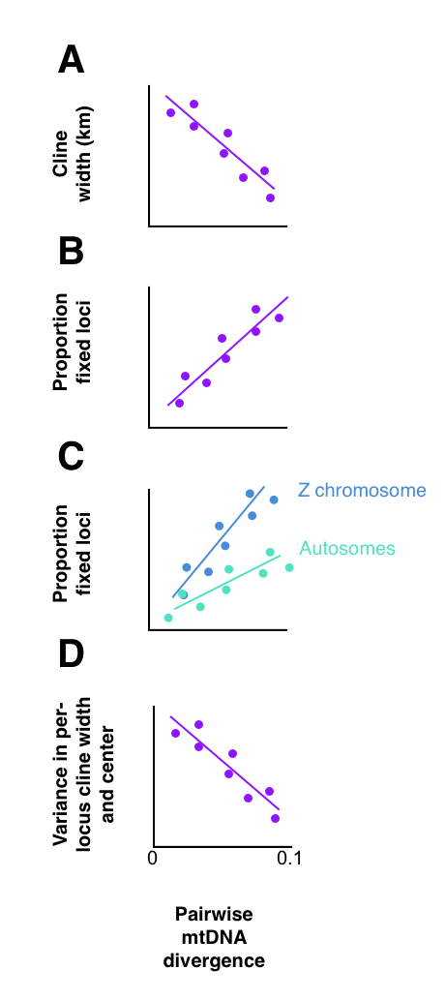 A
Cline
width (km)
B
Proportion
fixed loci
C
Proportion
fixed loci
Z chromosome
Autosomes
D
Variance in per-
locus cline width
and center
0
0.1
Pairwise
mtDNA
divergence